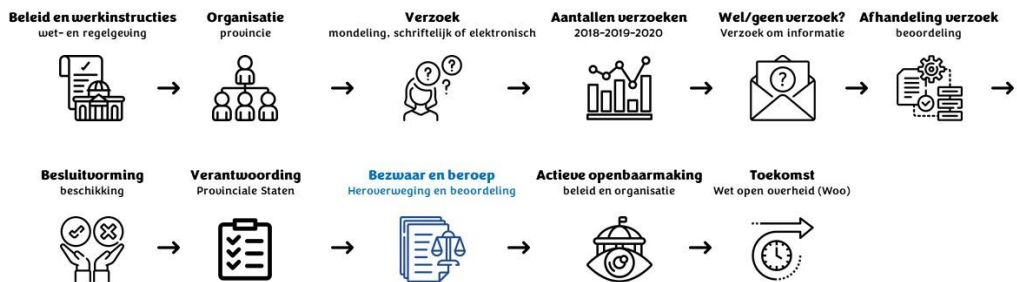 Beleid en werkinstructies
wet- en regelgeving
Organisatie
provincie
Verzoek
mondeling, schriftelijk of elektronisch
Aantallen verzoeken
2018-2019-2020
Wel/geen verzoek?
Verzoek om informatie
Afhandeling verzoek
beoordeling
Besluitvorming
beschikking
Verantwoording
Provinciale Staten
Bezwaar en beroep
Heroverweging en beoordeling
Actieve openbaarmaking
beleid en organisatie
Toekomst
Wet open overheid (Woo)